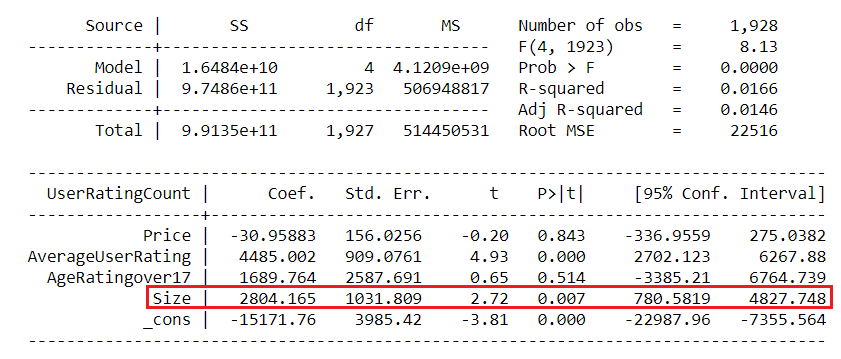 Source | SS df MS Number of obs = 1,928
-------------+---------------------------------- F(4, 1923) = 8.13
Model | 1.6484e+10 4 4.1209e+09 Prob > F = 0.0000
Residual | 9.7486e+11 1,923 506948817 R-squared = 0.0166
-------------+---------------------------------- Adj R-squared = 0.0146
Total | 9.9135e+11 1,927 514450531 Root MSE = 22516
------------------------------------------------------------------------------
UserRatingCount | Coef. Std. Err. t P>|t| [95% Conf. Interval]
-----------------+------------------------------------------------------------
Price | -30.95883 156.0256 -0.20 0.843 -336.9559 275.0382
AverageUserRating | 4485.002 909.0761 4.93 0.000 2702.123 6267.88
AgeRatingover17 | 1689.764 2587.691 0.65 0.514 -3385.21 6764.739
Size | 2804.165 1031.809 2.72 0.007 780.5819 4827.748
_cons | -15171.76 3985.42 -3.81 0.000 -22987.96 -7355.564
------------------------------------------------------------------------------